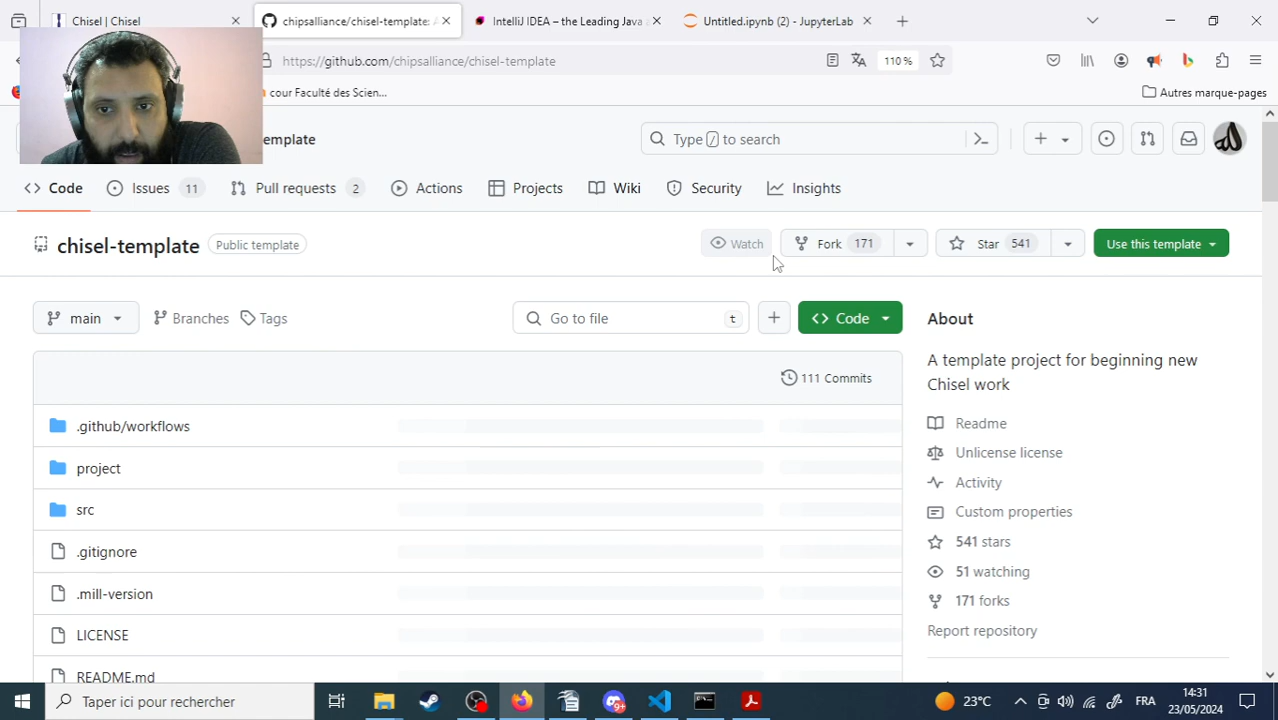 Chisel | Chisel
chipsalliance/chisel-template: A
IntelliJ IDEA – the Leading Java a
Untitled.ipynb (2) - JupyterLab
https://github.com/chipsalliance/chisel-template
110 %
cour Faculté des Scien...
Autres marque-pages
emplate
Type / to search
Code
Issues 11
Pull requests 2
Actions
Projects
Wiki
Security
Insights
chisel-template
Public template
Watch
Fork 171
Star 541
Use this template
main
Branches
Tags
Go to file
t
Code
About
A template project for beginning new
Chisel work
111 Commits
.github/workflows
project
src
.gitignore
.mill-version
LICENSE
README.md
Readme
Unlicense license
Activity
Custom properties
541 stars
51 watching
171 forks
Report repository
Taper ici pour rechercher
9+
23°C
FRA
14:31
23/05/2024